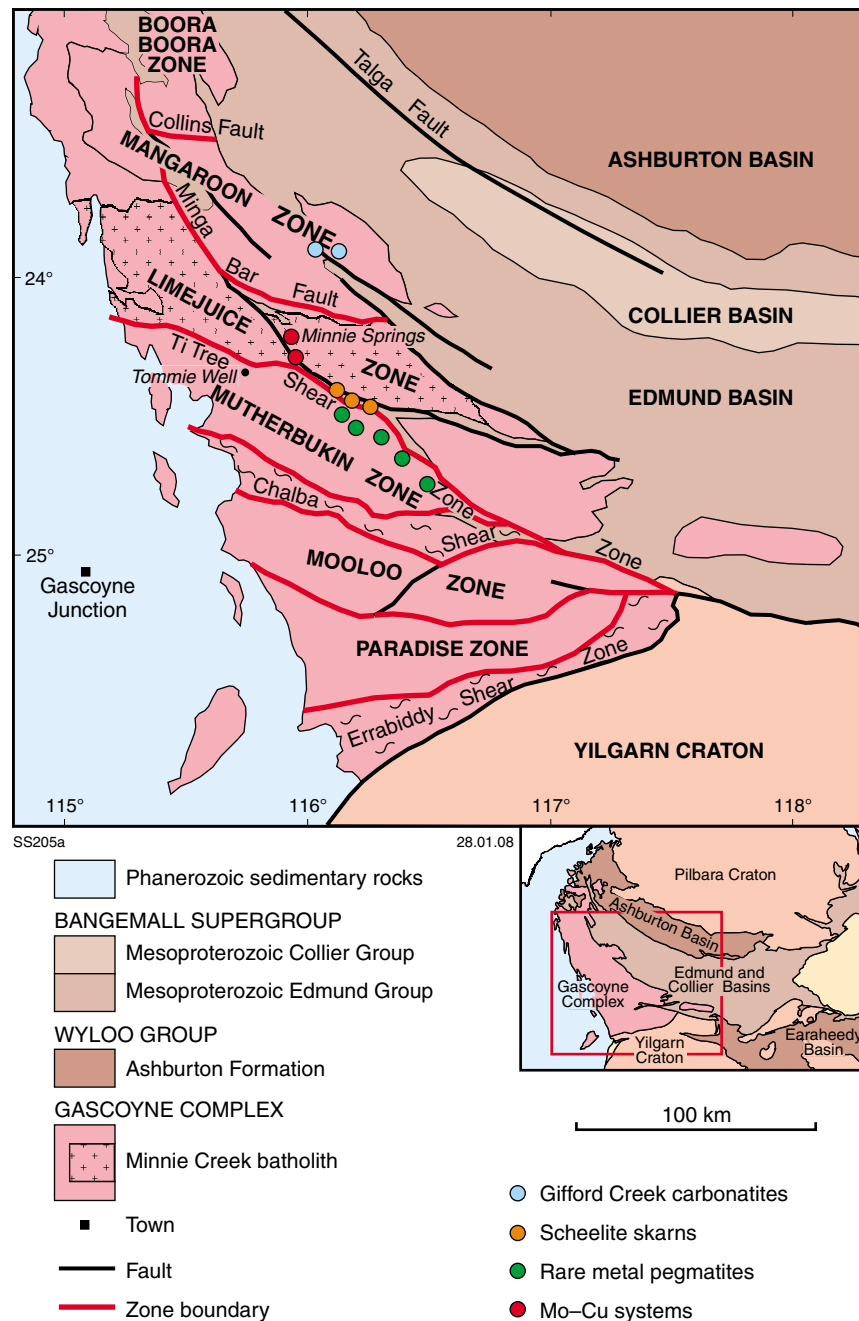 BOORA
BOORA
ZONE
Collins Fault
Talga Fault
ASHBURTON BASIN
MANGAROON ZONE
Minga Bar Fault
24°
COLLIER BASIN
LIMEJUICE ZONE
Minnie Springs
Ti Tree Shear Zone
Tommie Well
EDMUND BASIN
MUTHERBUKIN ZONE
Chalba Shear Zone
25°
MOOLOO ZONE
Gascoyne
Junction
PARADISE ZONE
Errabiddy Shear Zone
YILGARN CRATON
115°
116°
117°
118°
SS205a
28.01.08
Phanerozoic sedimentary rocks
BANGEMALL SUPERGROUP
Mesoproterozoic Collier Group
Mesoproterozoic Edmund Group
WYLOO GROUP
Ashburton Formation
GASCOYNE COMPLEX
Minnie Creek batholith
Town
Fault
Zone boundary
Pilbara Craton
Ashburton Basin
Edmund and
Collier Basins
Gascoyne
Complex
Yilgarn
Craton
Earaheedy
Basin
100 km
Gifford Creek carbonatites
Scheelite skarns
Rare metal pegmatites
Mo–Cu systems